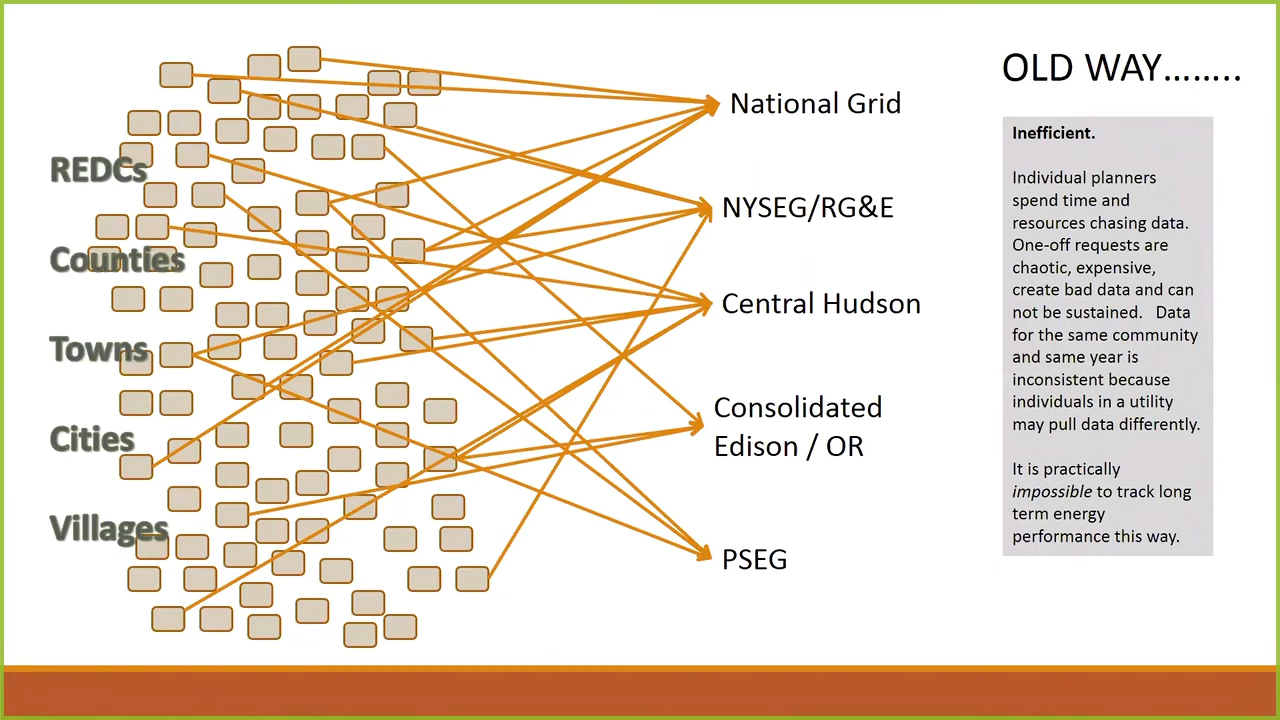 OLD WAY........
REDCs
Counties
Towns
Cities
Villages
National Grid
NYSEG/RG&E
Central Hudson
Consolidated
Edison / OR
PSEG
Inefficient.
Individual planners
spend time and
resources chasing data.
One-off requests are
chaotic, expensive,
create bad data and can
not be sustained.   Data
for the same community
and same year is
inconsistent because
individuals in a utility
may pull data differently.
It is practically
impossible to track long
term energy
performance this way.